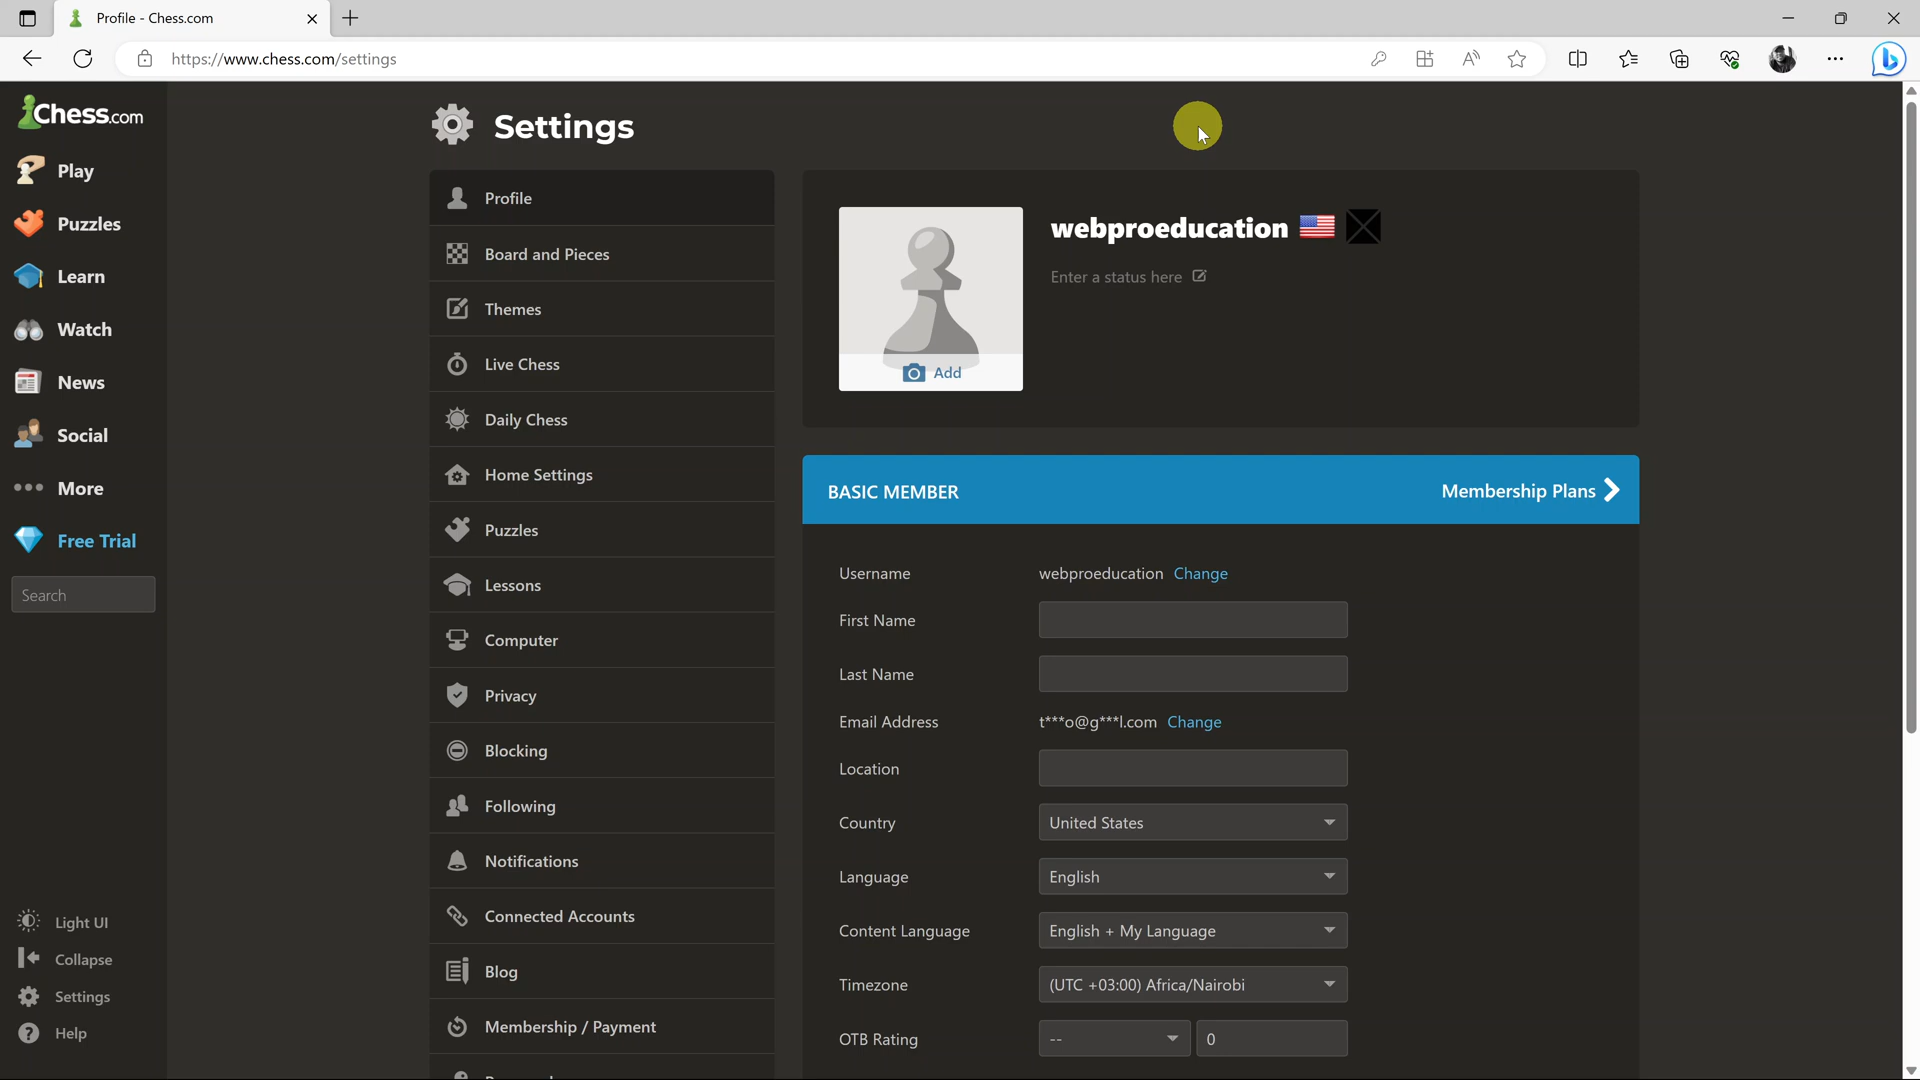 Profile - Chess.com
https://www.chess.com/settings
Chess.com
Play
Puzzles
Learn
Watch
News
Social
More
Free Trial
Search
Light UI
Collapse
Settings
Help
Settings
Profile
Board and Pieces
Themes
Live Chess
Daily Chess
Home Settings
Puzzles
Lessons
Computer
Privacy
Blocking
Following
Notifications
Connected Accounts
Blog
Membership / Payment
Add
webproeducation
Enter a status here
BASIC MEMBER Membership Plans
Username webproeducation Change
First Name
Last Name
Email Address t***o@g***l.com Change
Location
Country United States
Language English
Content Language English + My Language
Timezone (UTC +03:00) Africa/Nairobi
OTB Rating -- 0